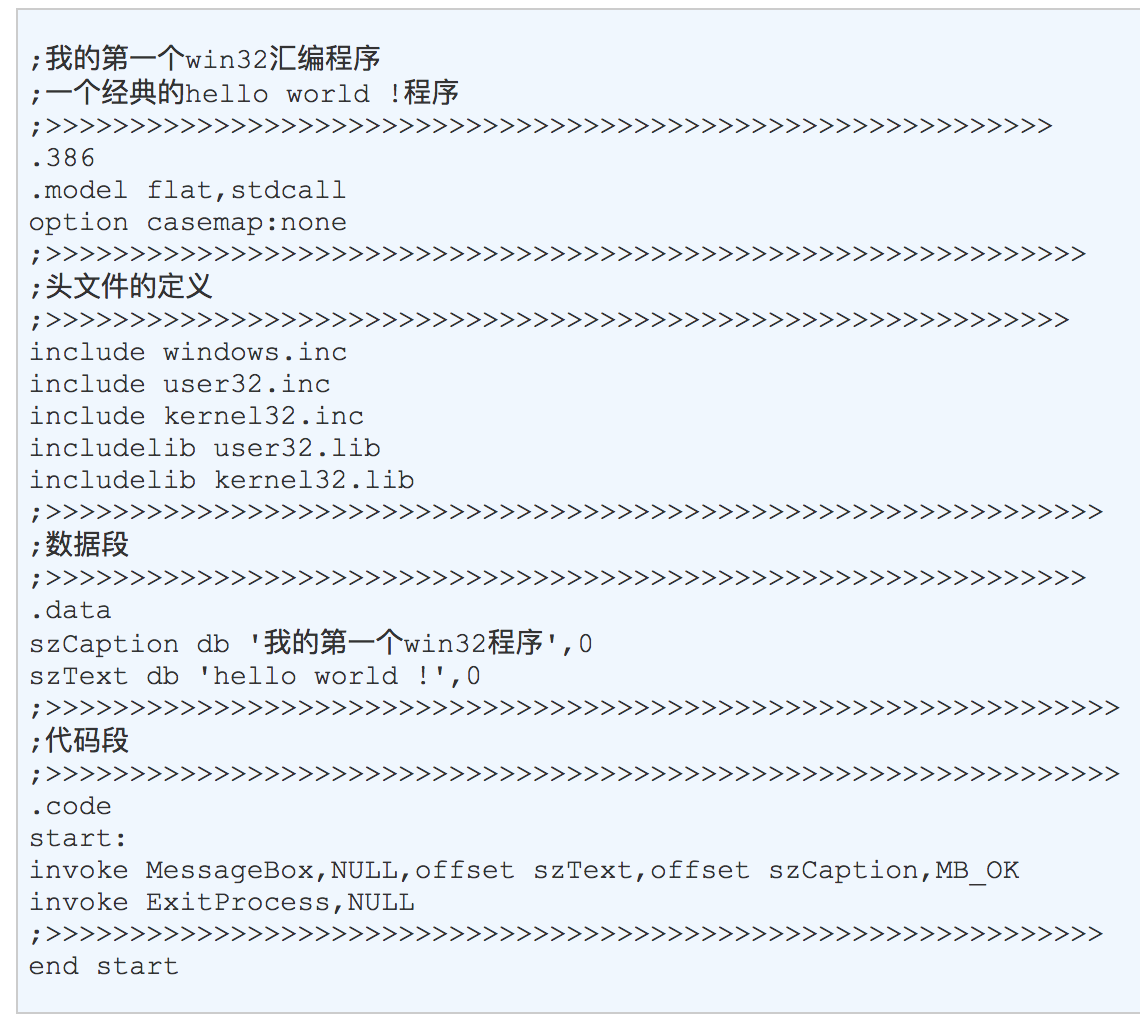 ;我的第一个win32汇编程序
;一个经典的hello world !程序
;>>>>>>>>>>>>>>>>>>>>>>>>>>>>>>>>>>>>>>>>>>>>>>>>>>>>>>>>>>>>
.386
.model flat,stdcall
option casemap:none
;>>>>>>>>>>>>>>>>>>>>>>>>>>>>>>>>>>>>>>>>>>>>>>>>>>>>>>>>>>>>>>
;头文件的定义
;>>>>>>>>>>>>>>>>>>>>>>>>>>>>>>>>>>>>>>>>>>>>>>>>>>>>>>>>>>>>>
include windows.inc
include user32.inc
include kernel32.inc
includelib user32.lib
includelib kernel32.lib
;>>>>>>>>>>>>>>>>>>>>>>>>>>>>>>>>>>>>>>>>>>>>>>>>>>>>>>>>>>>>>>>
;数据段
;>>>>>>>>>>>>>>>>>>>>>>>>>>>>>>>>>>>>>>>>>>>>>>>>>>>>>>>>>>>>>>
.data
szCaption db '我的第一个win32程序',0
szText db 'hello world !',0
;>>>>>>>>>>>>>>>>>>>>>>>>>>>>>>>>>>>>>>>>>>>>>>>>>>>>>>>>>>>>>>>>
;代码段
;>>>>>>>>>>>>>>>>>>>>>>>>>>>>>>>>>>>>>>>>>>>>>>>>>>>>>>>>>>>>>>>>
.code
start:
invoke MessageBox,NULL,offset szText,offset szCaption,MB_OK
invoke ExitProcess,NULL
;>>>>>>>>>>>>>>>>>>>>>>>>>>>>>>>>>>>>>>>>>>>>>>>>>>>>>>>>>>>>>>>
end start